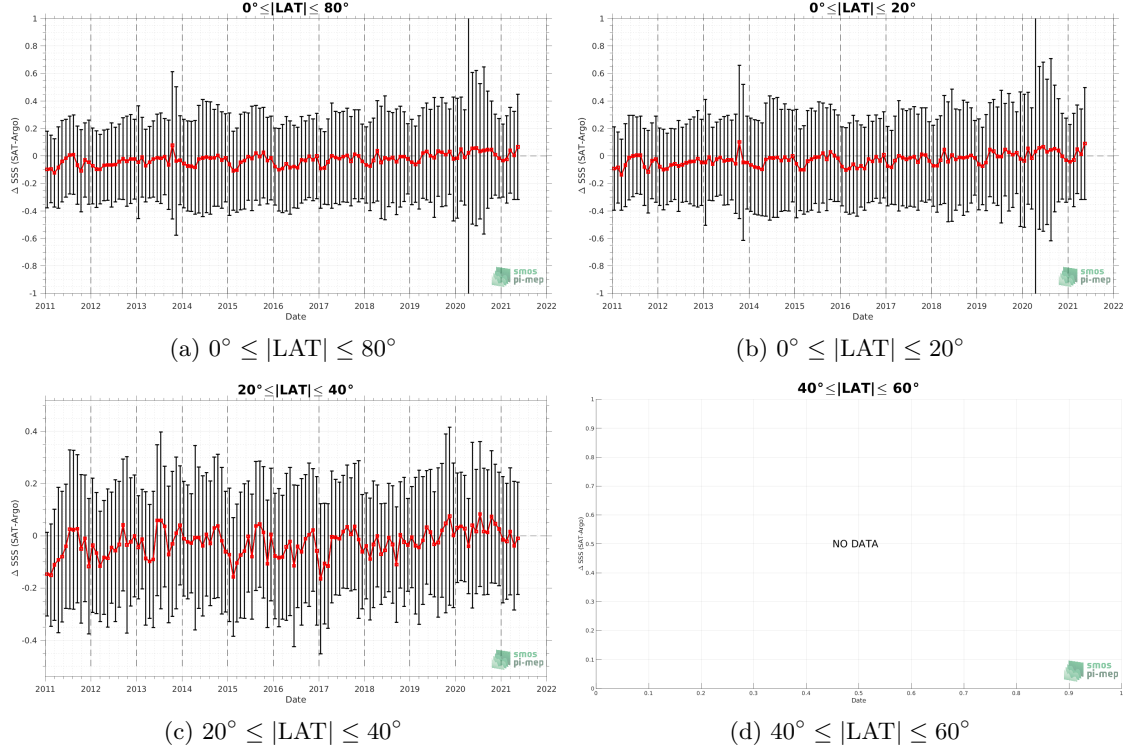 0°≤|LAT|≤ 80°
1
0.8
0.6
0.4
0.2
0
-0.2
-0.4
-0.6
-0.8
-1
Δ SSS (SAT-Argo)
2011 2012 2013 2014 2015 2016 2017 2018 2019 2020 2021 2022
Date
smos
pi-mep
(a) 0° ≤ |LAT| ≤ 80°
0°≤|LAT|≤ 20°
1
0.8
0.6
0.4
0.2
0
-0.2
-0.4
-0.6
-0.8
-1
Δ SSS (SAT-Argo)
2011 2012 2013 2014 2015 2016 2017 2018 2019 2020 2021 2022
Date
smos
pi-mep
(b) 0° ≤ |LAT| ≤ 20°
20°≤|LAT|≤ 40°
0.4
0.2
0
-0.2
-0.4
Δ SSS (SAT-Argo)
2011 2012 2013 2014 2015 2016 2017 2018 2019 2020 2021 2022
Date
smos
pi-mep
(c) 20° ≤ |LAT| ≤ 40°
40°≤|LAT|≤ 60°
1
0.9
0.8
0.7
0.6
0.5
0.4
0.3
0.2
0.1
0
Δ SSS (SAT-Argo)
NO DATA
0 0.1 0.2 0.3 0.4 0.5 0.6 0.7 0.8 0.9 1
Date
smos
pi-mep
(d) 40° ≤ |LAT| ≤ 60°